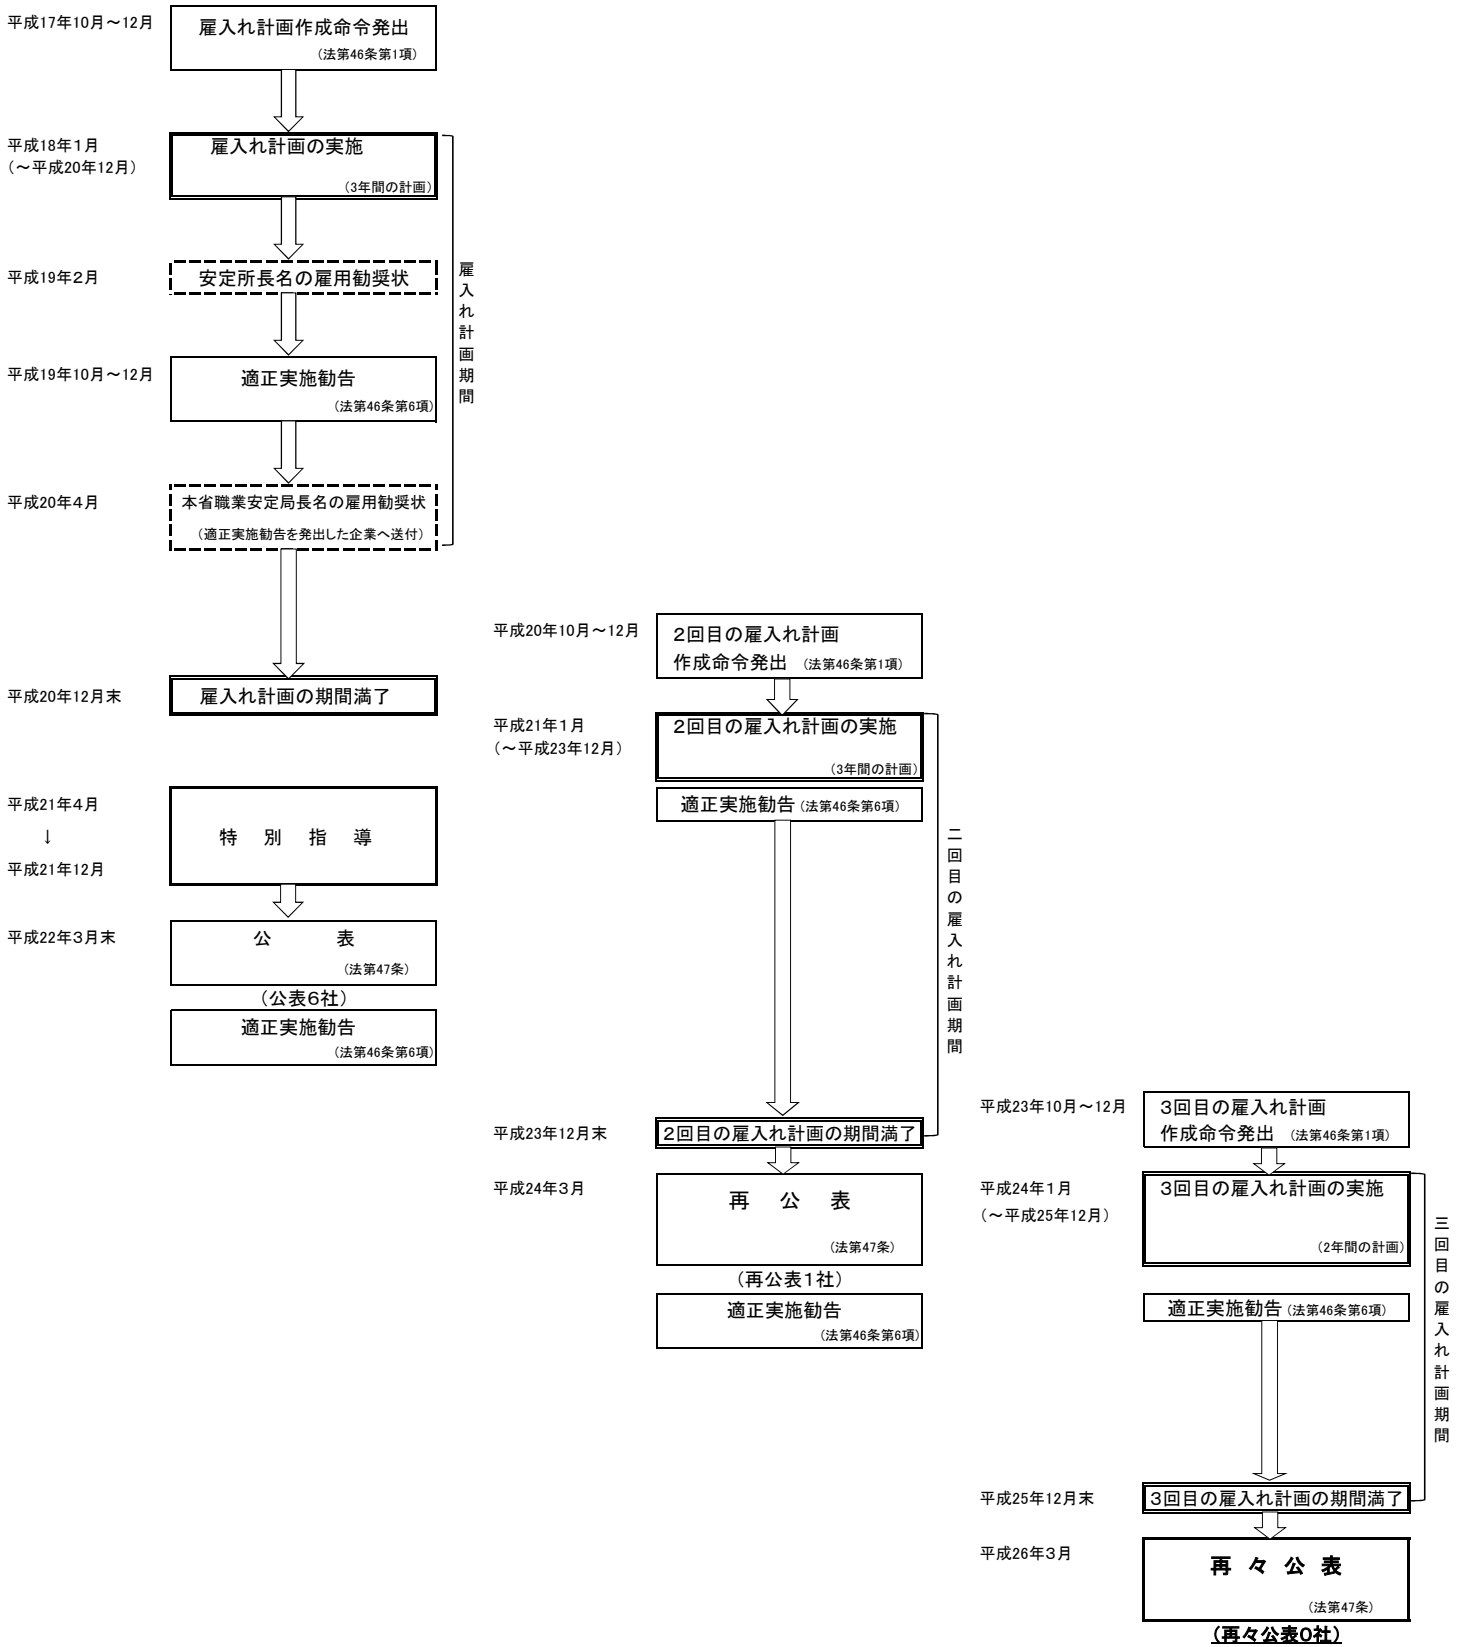 平成17年10月～12月
雇入れ計画作成命令発出
（法第46条第1項）
平成18年１月
（～平成20年12月）
雇入れ計画の実施
（3年間の計画）
平成19年２月
安定所長名の雇用勧奨状
平成19年10月～12月
適正実施勧告
（法第46条第6項）
平成20年４月
本省職業安定局長名の雇用勧奨状
（適正実施勧告を発出した企業へ送付）
雇入れ計画期間
平成20年12月末
雇入れ計画の期間満了
平成21年４月
↓
平成21年12月
特　別　指　導
平成22年３月末
公　　　表
（法第47条）
（公表６社）
適正実施勧告
（法第46条第6項）
平成20年10月～12月
２回目の雇入れ計画
作成命令発出 （法第46条第1項）
平成21年１月
（～平成23年12月）
２回目の雇入れ計画の実施
（3年間の計画）
適正実施勧告（法第46条第6項）
二回目の雇入れ計画期間
平成23年12月末
２回目の雇入れ計画の期間満了
平成24年３月
再　公　表
（法第47条）
（再公表１社）
適正実施勧告
（法第46条第6項）
平成23年10月～12月
３回目の雇入れ計画
作成命令発出 （法第46条第1項）
平成24年１月
（～平成25年12月）
３回目の雇入れ計画の実施
（2年間の計画）
適正実施勧告（法第46条第6項）
三回目の雇入れ計画期間
平成25年12月末
３回目の雇入れ計画の期間満了
平成26年３月
再　々　公　表
（法第47条）
（再々公表０社）